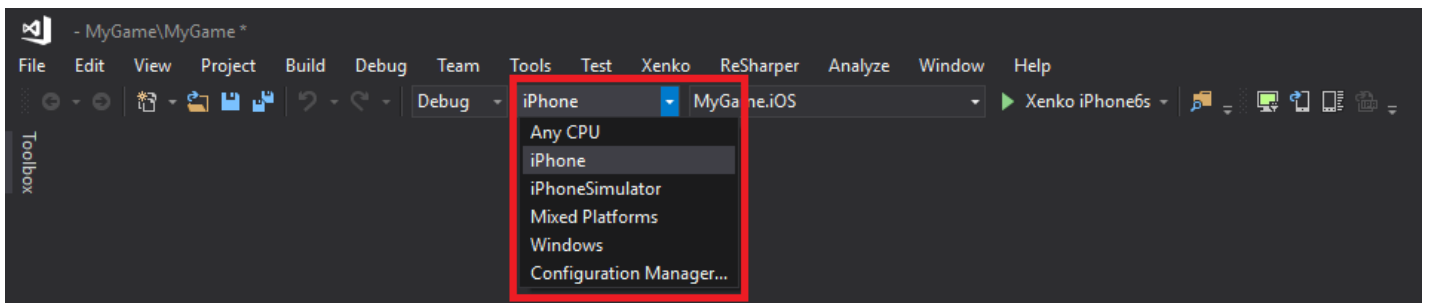 - MyGame\MyGame *
File Edit View Project Build Debug Team Tools Test Xenko ReSharper Analyze Window Help
Debug iPhone MyGame.iOS Xenko iPhone6s
Any CPU
iPhone
iPhoneSimulator
Mixed Platforms
Windows
Configuration Manager...
Toolbox